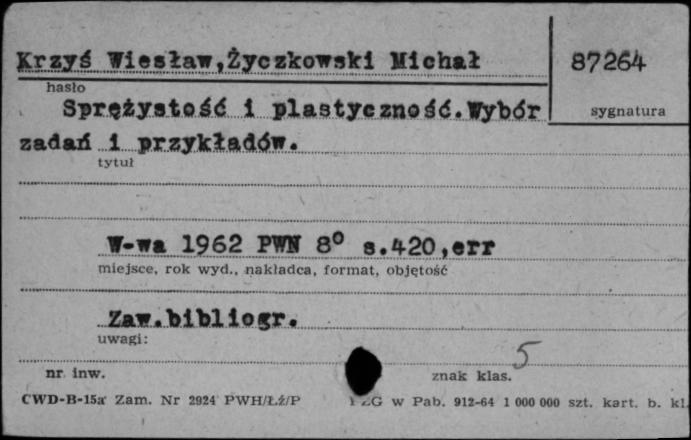 Krzyś Wiesław,Życzkowski Michał
87264
hasło
sygnatura
Sprężystość i plastyczność.Wybór
zadań i przykładów.
tytuł
W-wa 1962 PWN 8⁰ s.420,err
miejsce, rok wyd., nakładca, format, objętość
Zaw.bibliogr.
uwagi:
5
nr. inw.
znak klas.
CWD-B-15a Zam. Nr 2924 PWH/Łź/P
w Pab. 912-64 1 000 000 szt. kart. b. kl.